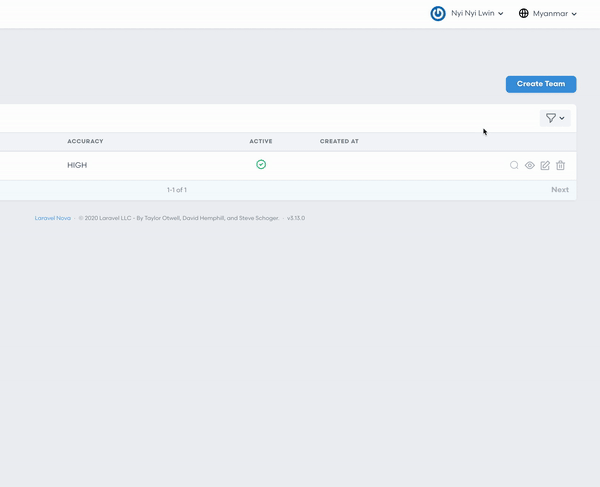 Nyi Nyi Lwin Myanmar
Create Team
ACCURACY ACTIVE CREATED AT
HIGH
1-1 of 1 Next
Laravel Nova · © 2020 Laravel LLC - By Taylor Otwell, David Hemphill, and Steve Schoger. · v3.13.0